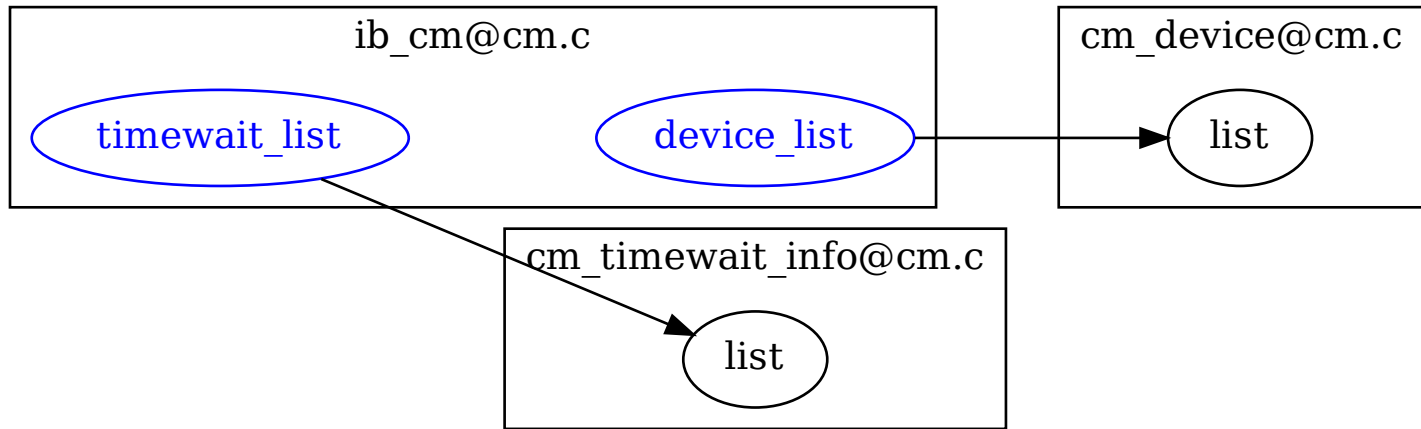 ib_cm@cm.c
timewait_list
device_list
cm_device@cm.c
list
cm_timewait_info@cm.c
list